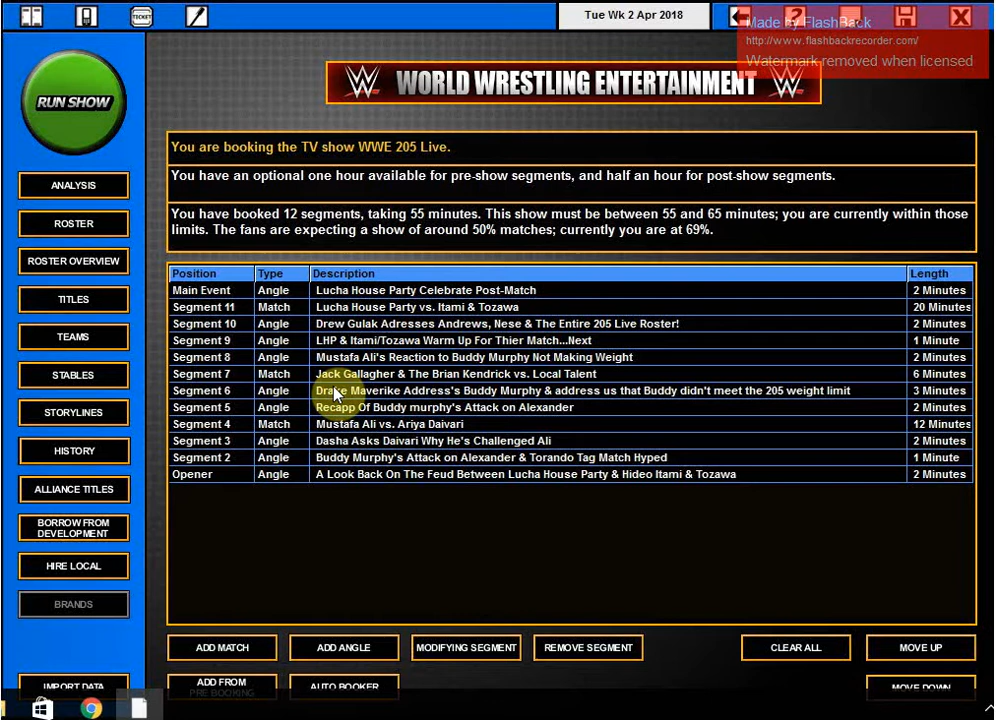 TICKET
Tue Wk 2 Apr 2018
Made by FlashBack
http://www.flashbackrecorder.com/
Watermark removed when licensed
RUN SHOW
WORLD WRESTLING ENTERTAINMENT
You are booking the TV show WWE 205 Live.
You have an optional one hour available for pre-show segments, and half an hour for post-show segments.
You have booked 12 segments, taking 55 minutes. This show must be between 55 and 65 minutes; you are currently within those
limits. The fans are expecting a show of around 50% matches; currently you are at 69%.
ANALYSIS
ROSTER
ROSTER OVERVIEW
TITLES
TEAMS
STABLES
STORYLINES
HISTORY
ALLIANCE TITLES
BORROW FROM
DEVELOPMENT
HIRE LOCAL
BRANDS
IMPORT DATA
Position Type Description Length
Main Event Angle Lucha House Party Celebrate Post-Match 2 Minutes
Segment 11 Match Lucha House Party vs. Itami & Tozawa 20 Minutes
Segment 10 Angle Drew Gulak Adresses Andrews, Nese & The Entire 205 Live Roster! 2 Minutes
Segment 9 Angle LHP & Itami/Tozawa Warm Up For Thier Match...Next 1 Minute
Segment 8 Angle Mustafa Ali's Reaction to Buddy Murphy Not Making Weight 2 Minutes
Segment 7 Match Jack Gallagher & The Brian Kendrick vs. Local Talent 6 Minutes
Segment 6 Angle Drake Maverike Address's Buddy Murphy & address us that Buddy didn't meet the 205 weight limit 3 Minutes
Segment 5 Angle Recapp Of Buddy murphy's Attack on Alexander 2 Minutes
Segment 4 Match Mustafa Ali vs. Ariya Daivari 12 Minutes
Segment 3 Angle Dasha Asks Daivari Why He's Challenged Ali 2 Minutes
Segment 2 Angle Buddy Murphy's Attack on Alexander & Torando Tag Match Hyped 1 Minute
Opener Angle A Look Back On The Feud Between Lucha House Party & Hideo Itami & Tozawa 2 Minutes
ADD MATCH ADD ANGLE MODIFYING SEGMENT REMOVE SEGMENT CLEAR ALL MOVE UP
ADD FROM
PRE BOOKING
AUTO BOOKER
MOVE DOWN